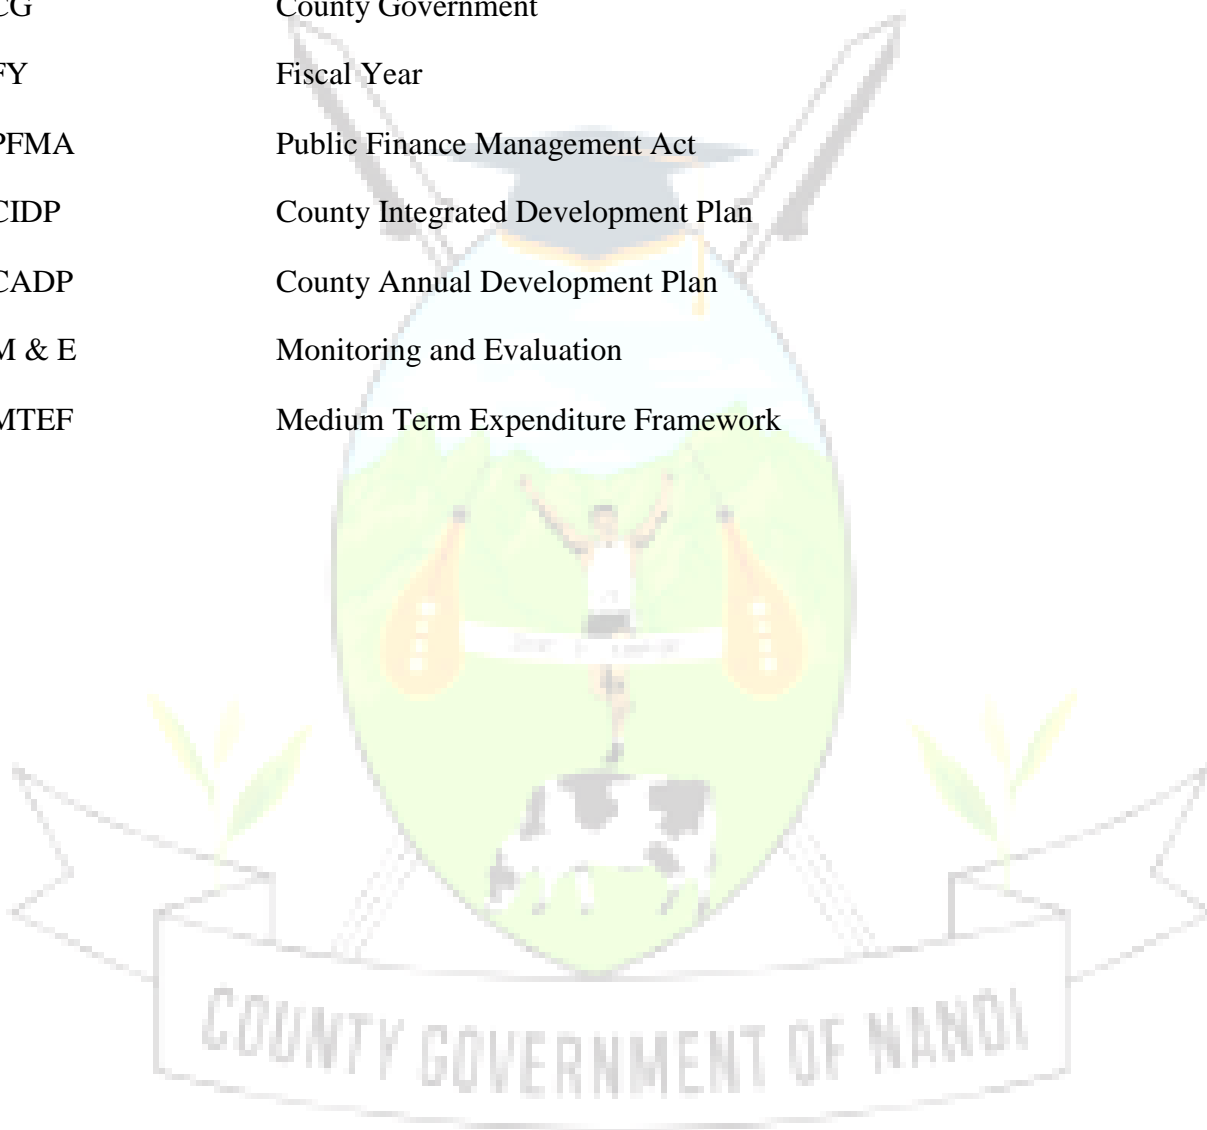 CG County Government
FY Fiscal Year
PFMA Public Finance Management Act
CIDP County Integrated Development Plan
CADP County Annual Development Plan
M & E Monitoring and Evaluation
MTEF Medium Term Expenditure Framework
COUNTY GOVERNMENT OF NANDI